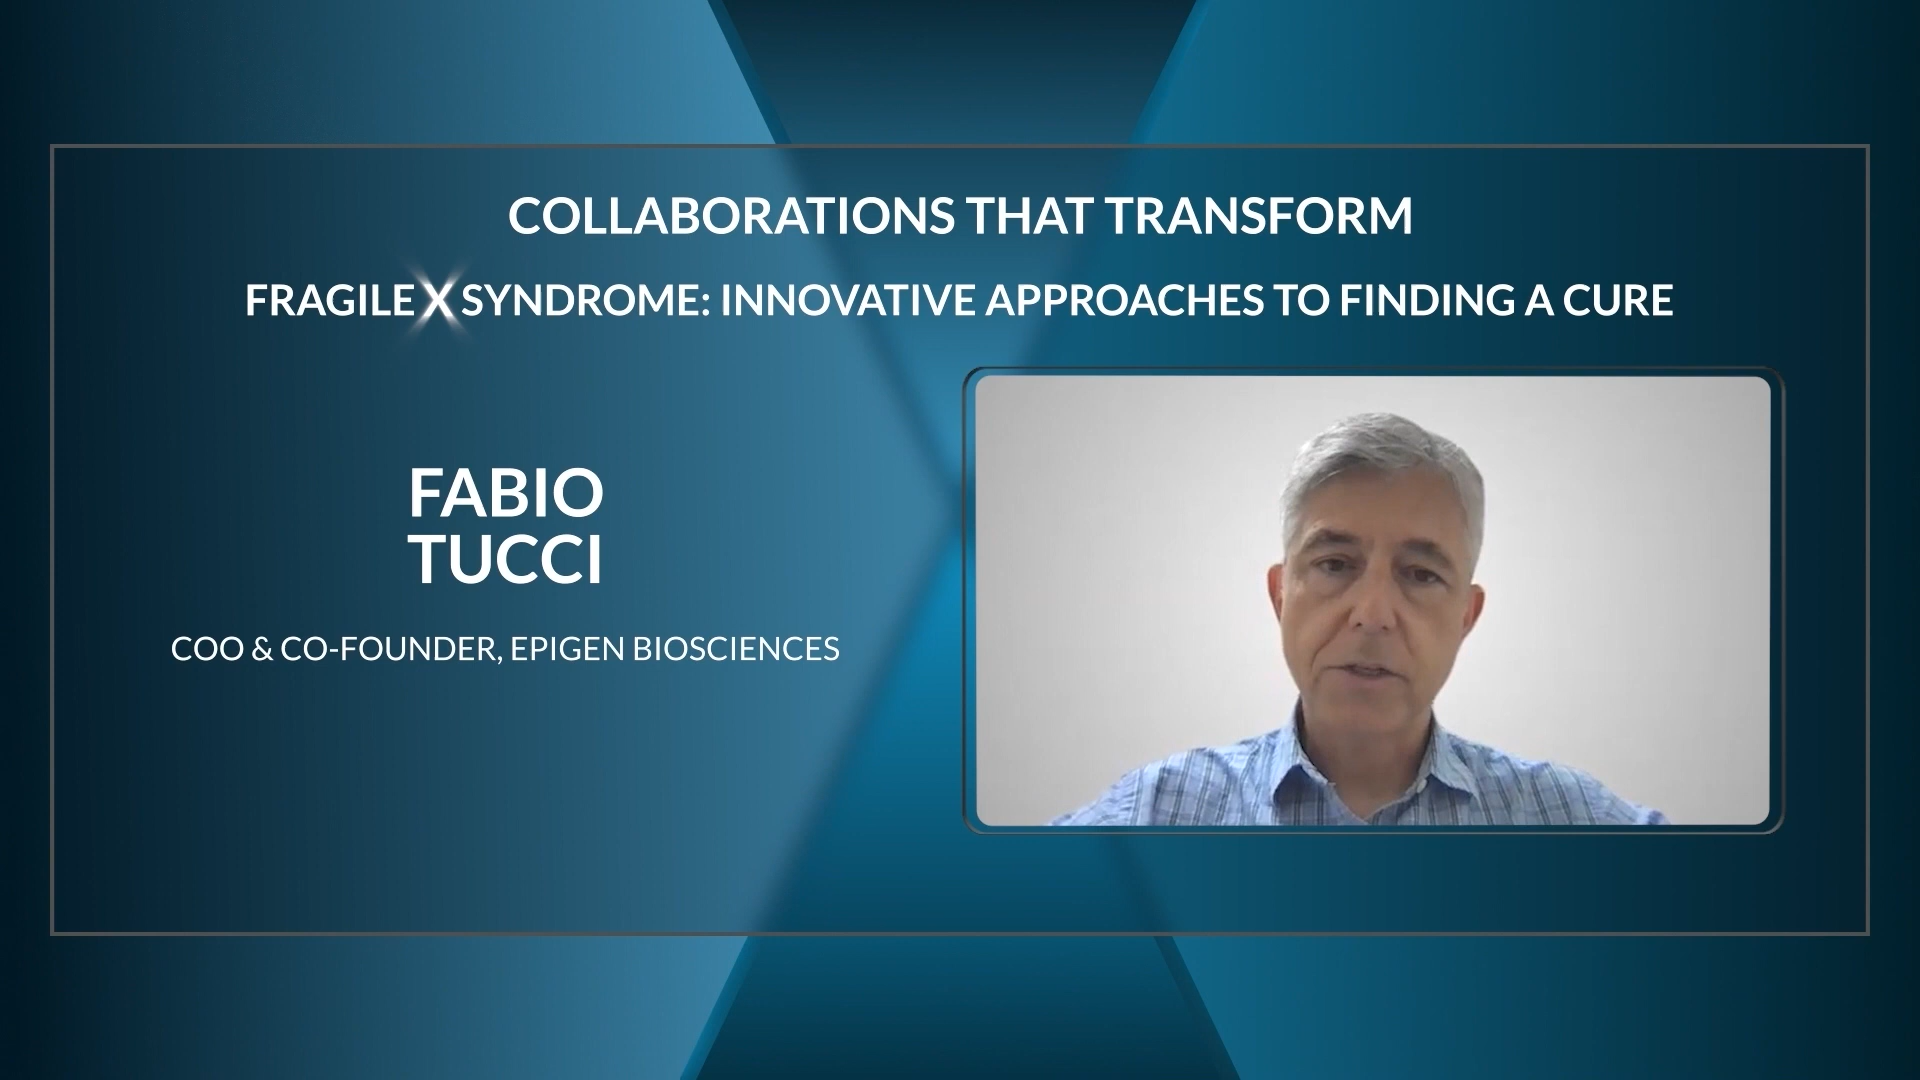 COLLABORATIONS THAT TRANSFORM
FRAGILE X SYNDROME: INNOVATIVE APPROACHES TO FINDING A CURE
FABIO
TUCCI
COO & CO-FOUNDER, EPIGEN BIOSCIENCES